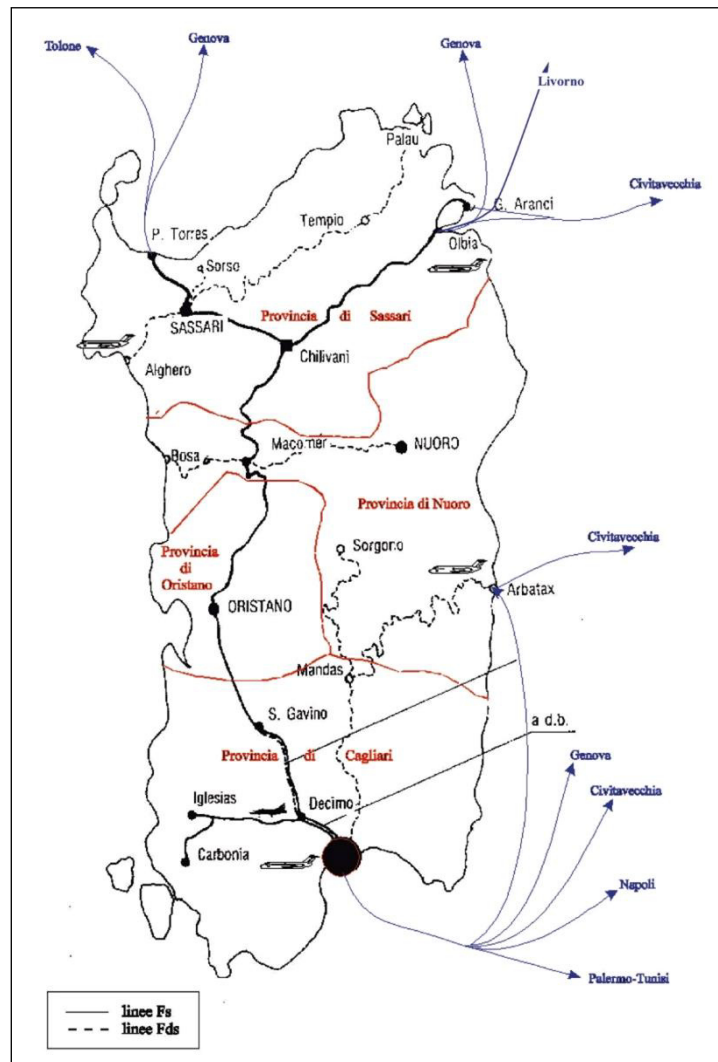 Tolone
Genova
Genova
Livorno
Palau
Civitavecchia
G. Aranci
Tempio
P. Torres
Olbia
Sorso
Provincia di Sassari
SASSARI
Chilivani
Alghero
Macomer
NUORO
Bosa
Provincia di Nuoro
Sorgono
Civitavecchia
Provincia
di
Oristano
Arbatax
ORISTANO
Mandas
S. Gavino
a d.b.
Provincia di Cagliari
Genova
Iglesias
Decimo
Civitavecchia
Carbonia
Napoli
Palermo-Tunisi
linee Fs
linee Fds